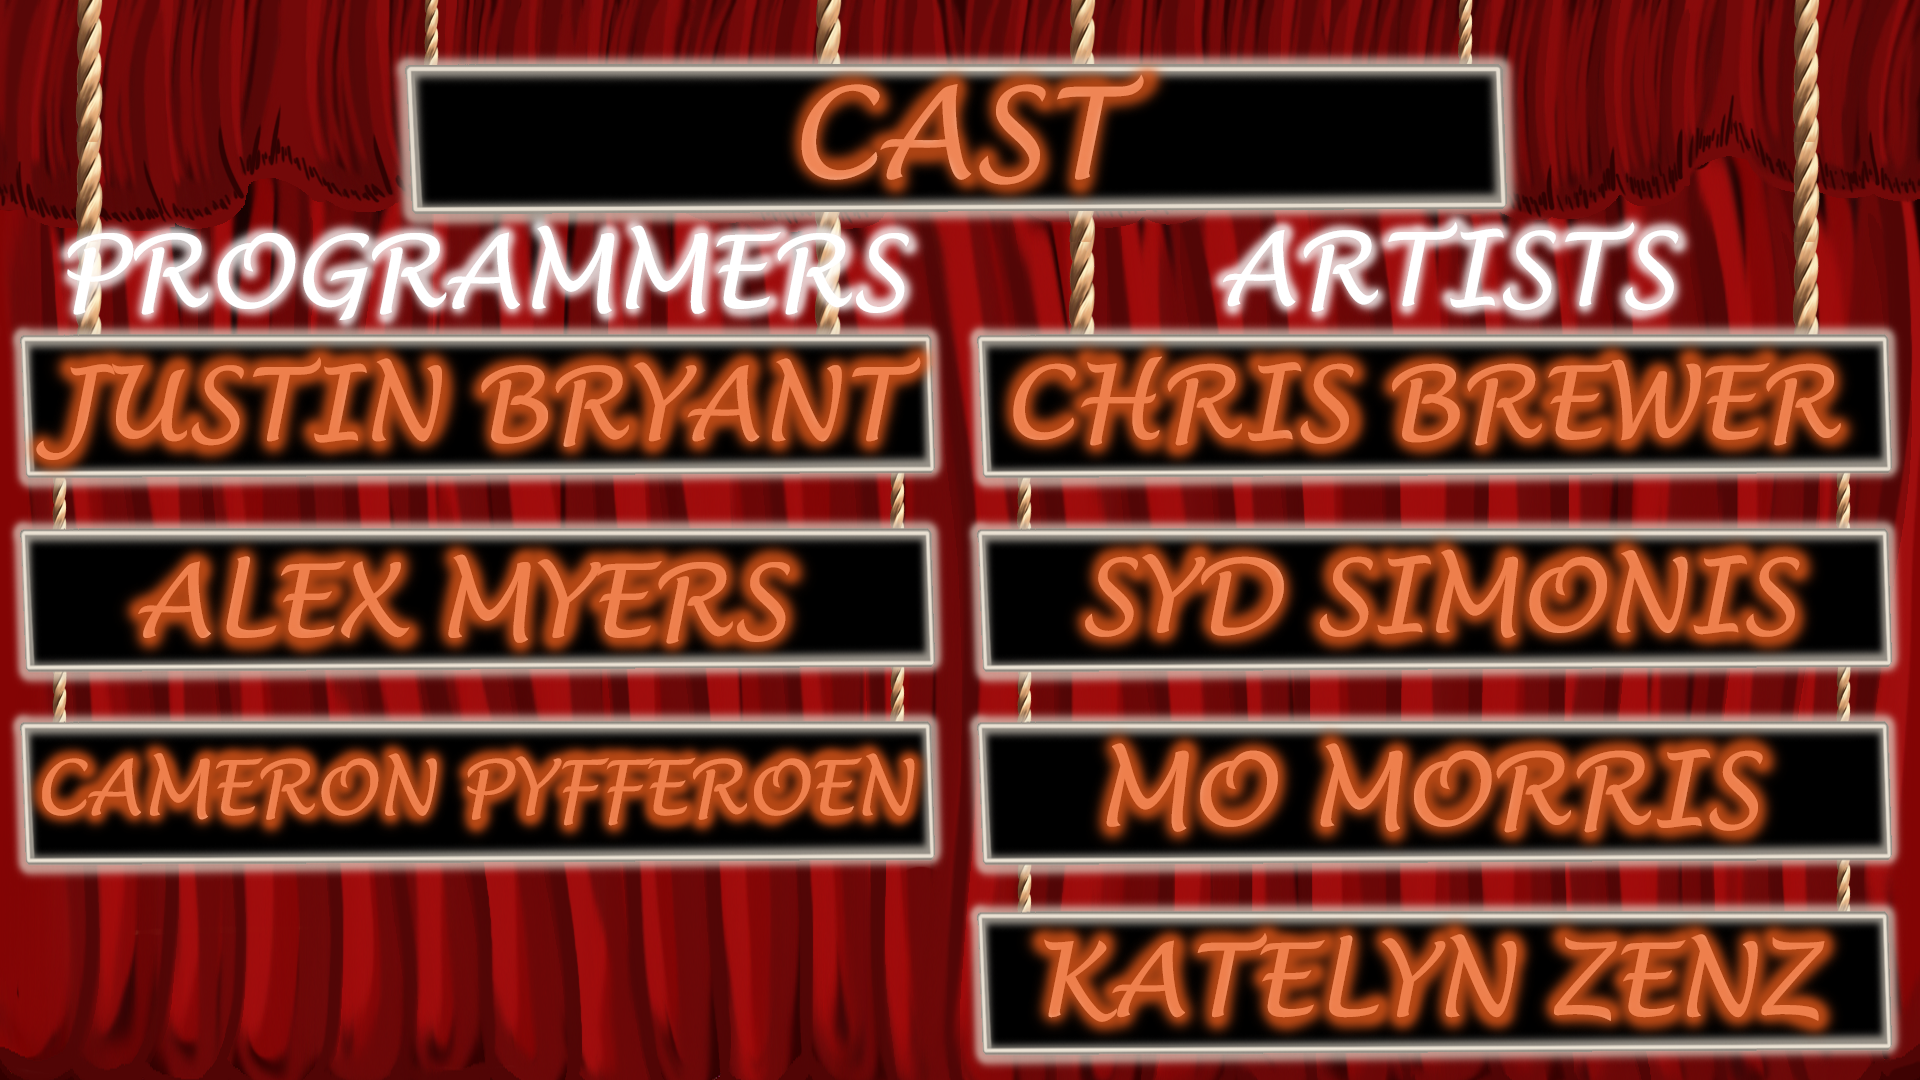 CAST
PROGRAMMERS
JUSTIN BRYANT
ALEX MYERS
CAMERON PYFFEROEN
ARTISTS
CHRIS BREWER
SYD SIMONIS
MO MORRIS
KATELYN ZENZ